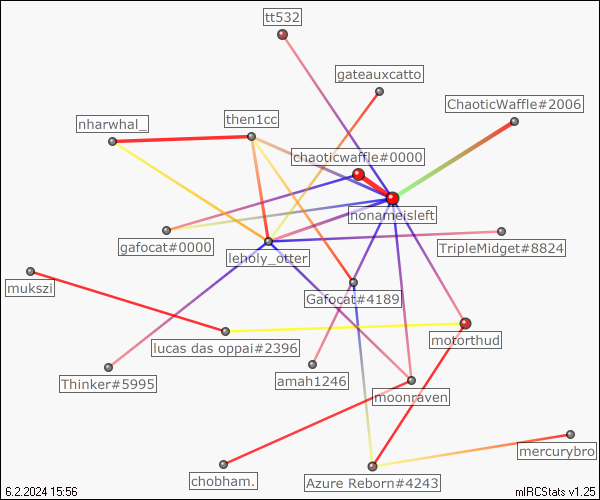 tt532
gateauxcatto
ChaoticWaffle#2006
then1cc
nharwhal_
chaoticwaffle#0000
nonameisleft
gafocat#0000
TripleMidget#8824
leholy_otter
mukszi
Gafocat#4189
motorthud
lucas das oppai#2396
Thinker#5995
amah1246
moonraven
mercurybro
chobham.
Azure Reborn#4243
6.2.2024 15:56
mIRCStats v1.25